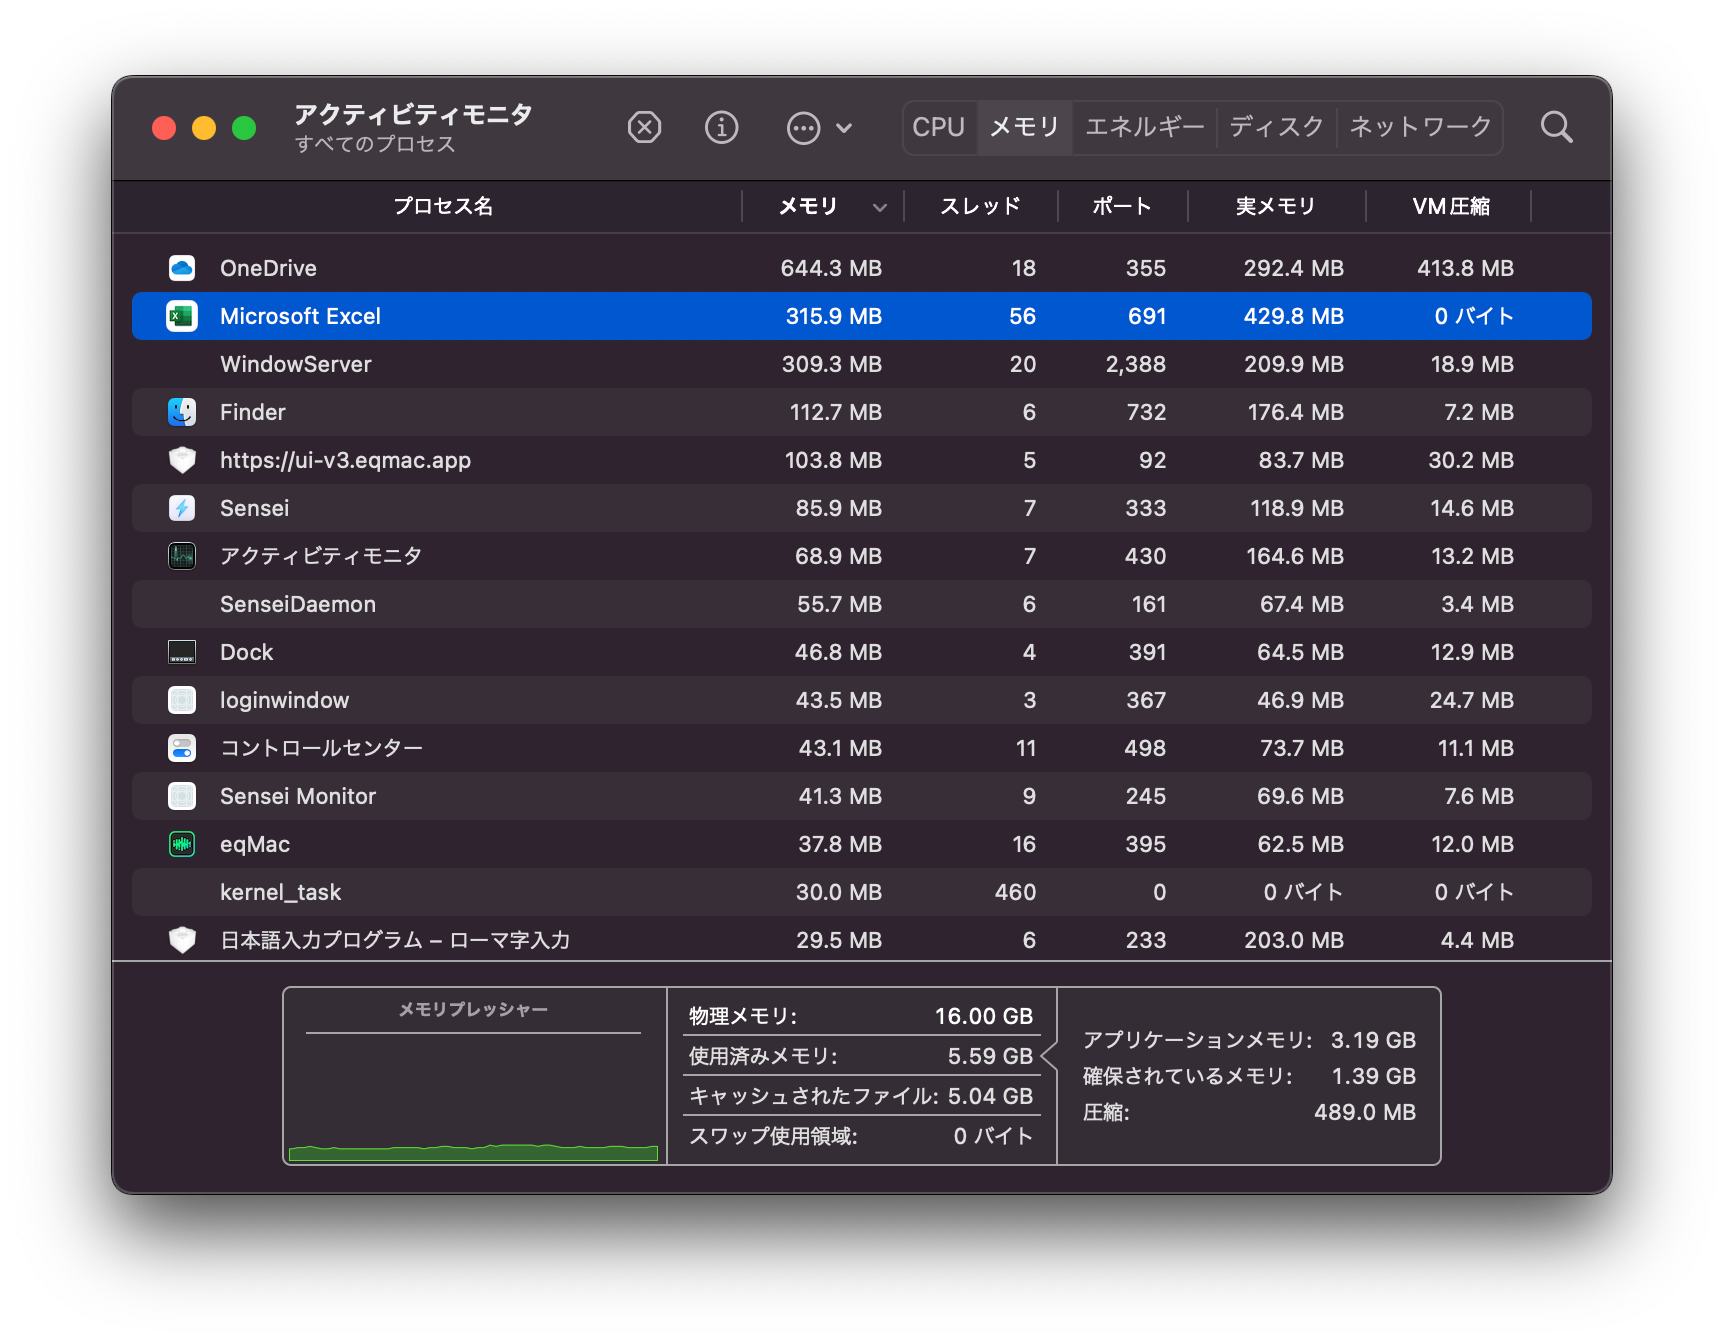 アクティビティモニタ
すべてのプロセス
CPU メモリ エネルギー ディスク ネットワーク
プロセス名 メモリ スレッド ポート 実メモリ VM圧縮
OneDrive 644.3 MB 18 355 292.4 MB 413.8 MB
Microsoft Excel 315.9 MB 56 691 429.8 MB 0 バイト
WindowServer 309.3 MB 20 2,388 209.9 MB 18.9 MB
Finder 112.7 MB 6 732 176.4 MB 7.2 MB
https://ui-v3.eqmac.app 103.8 MB 5 92 83.7 MB 30.2 MB
Sensei 85.9 MB 7 333 118.9 MB 14.6 MB
アクティビティモニタ 68.9 MB 7 430 164.6 MB 13.2 MB
SenseiDaemon 55.7 MB 6 161 67.4 MB 3.4 MB
Dock 46.8 MB 4 391 64.5 MB 12.9 MB
loginwindow 43.5 MB 3 367 46.9 MB 24.7 MB
コントロールセンター 43.1 MB 11 498 73.7 MB 11.1 MB
Sensei Monitor 41.3 MB 9 245 69.6 MB 7.6 MB
eqMac 37.8 MB 16 395 62.5 MB 12.0 MB
kernel_task 30.0 MB 460 0 0 バイト 0 バイト
日本語入力プログラム – ローマ字入力 29.5 MB 6 233 203.0 MB 4.4 MB
メモリプレッシャー
物理メモリ: 16.00 GB
使用済みメモリ: 5.59 GB
キャッシュされたファイル: 5.04 GB
スワップ使用領域: 0 バイト
アプリケーションメモリ: 3.19 GB
確保されているメモリ: 1.39 GB
圧縮: 489.0 MB